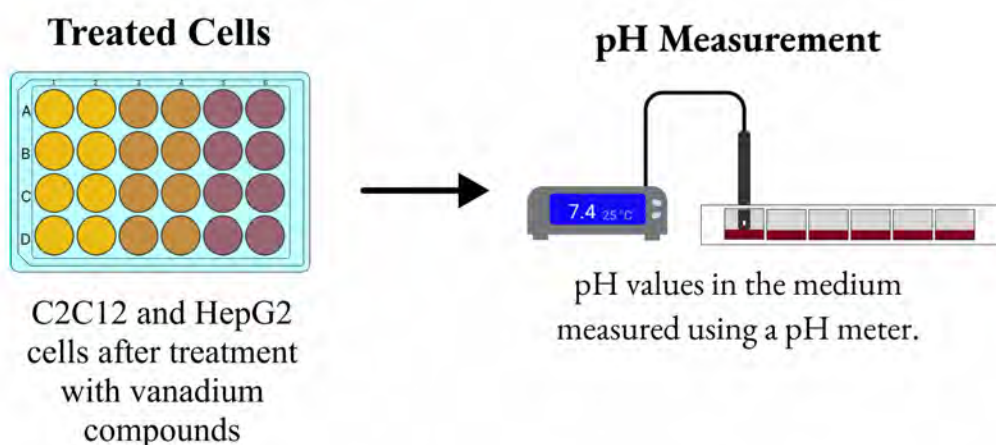 Treated Cells
1 2 3 4 5 6
A
B
C
D
C2C12 and HepG2
cells after treatment
with vanadium
compounds
pH Measurement
7.4 25 °C
pH values in the medium
measured using a pH meter.